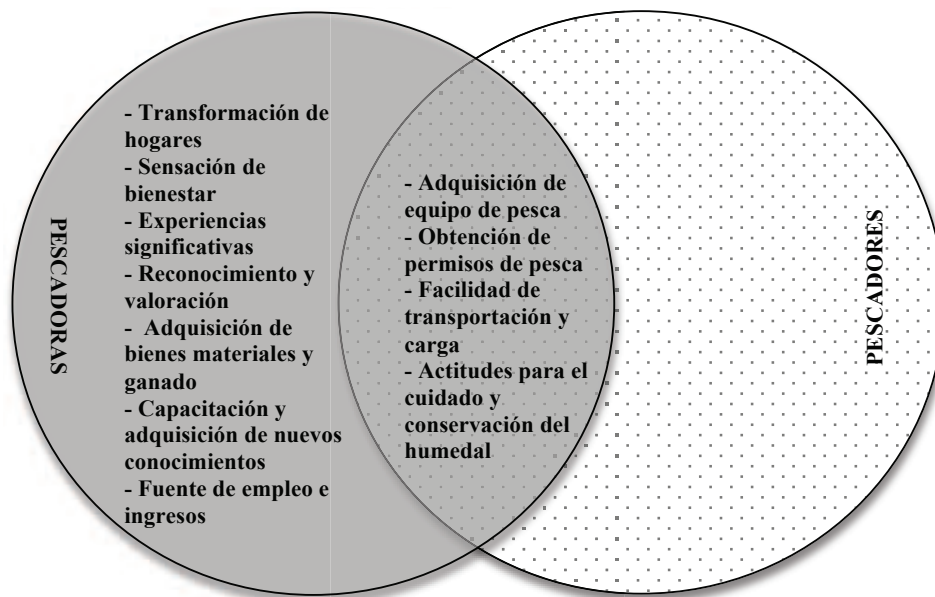 PESCADORAS
- Transformación de
hogares
- Sensación de
bienestar
- Experiencias
significativas
- Reconocimiento y
valoración
- Adquisición de
bienes materiales y
ganado
- Capacitación y
adquisición de nuevos
conocimientos
- Fuente de empleo e
ingresos
- Adquisición de
equipo de pesca
- Obtención de
permisos de pesca
- Facilidad de
transportación y
carga
- Actitudes para el
cuidado y
conservación del
humedal
PESCADORES